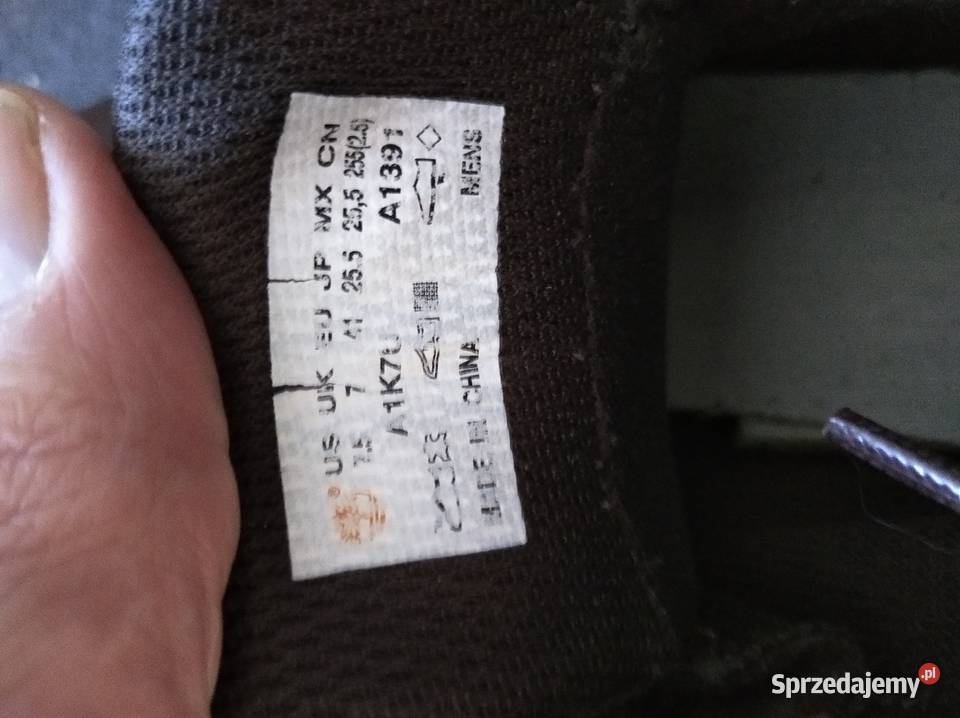 US UK EU JP MX CN
7.5 7 41 25.5 25,5 255(2.5)
A1K7U A1391
MADE IN CHINA MENS
Sprzedajemy.pl